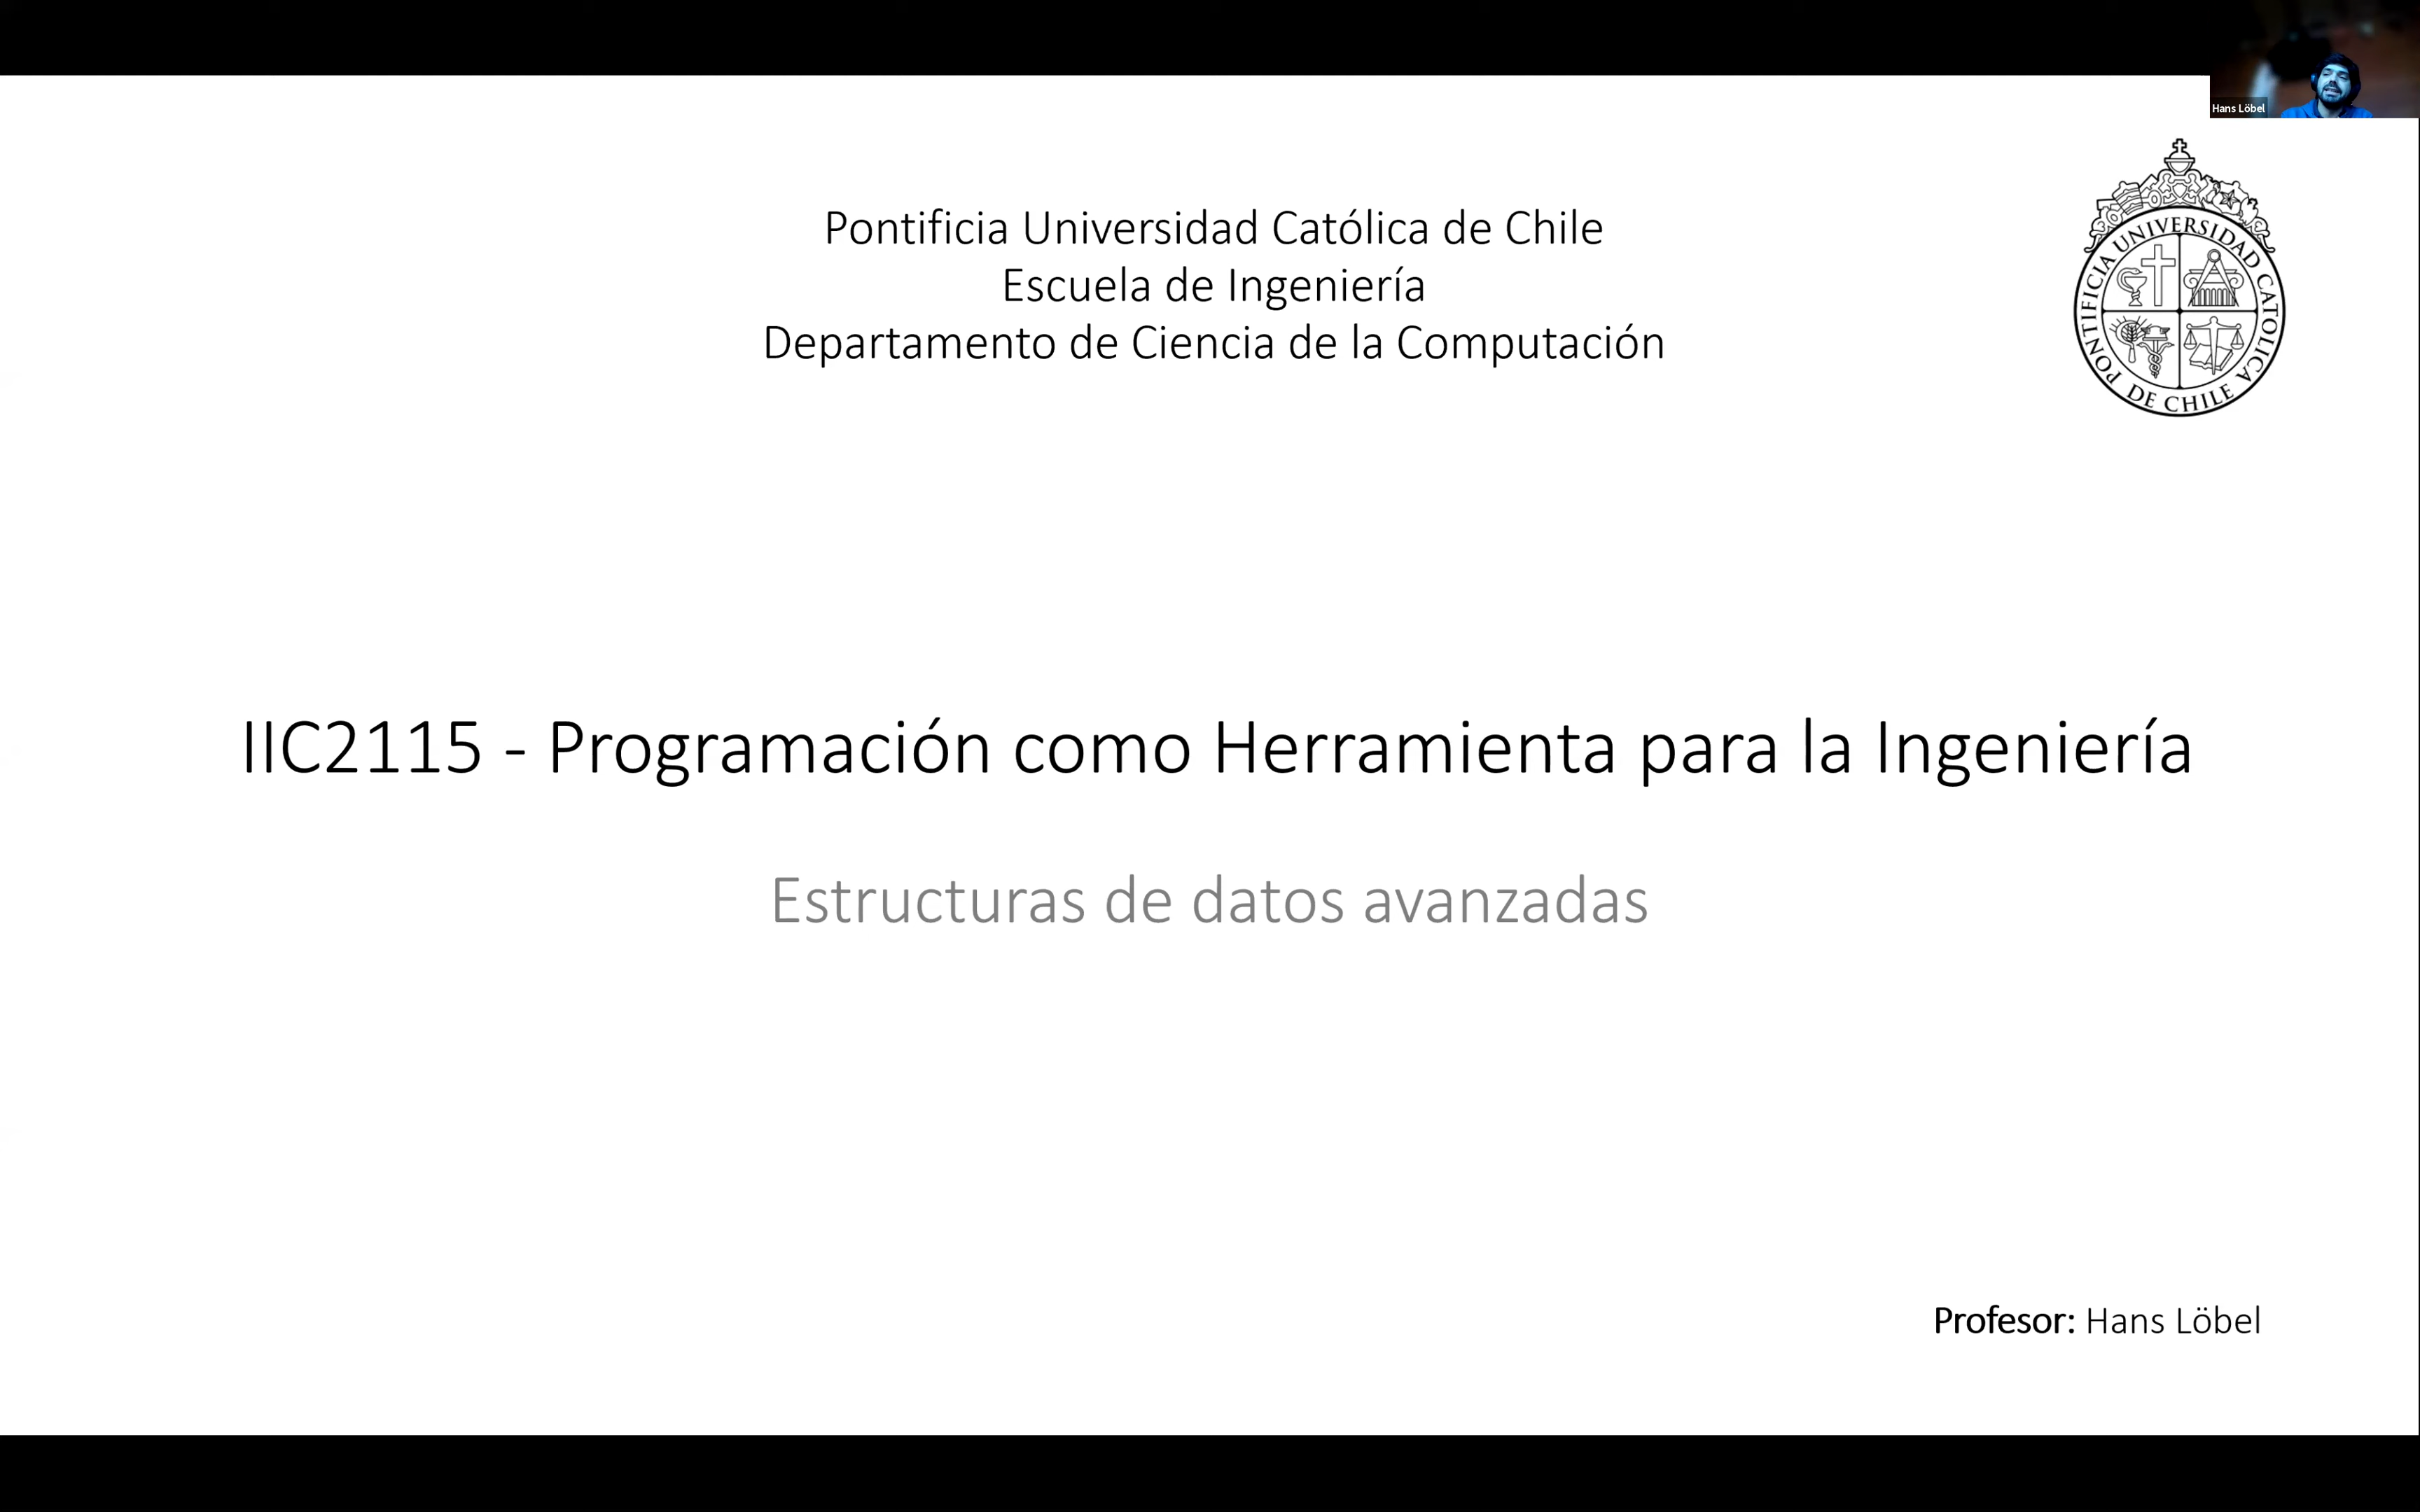 Hans Löbel
Pontificia Universidad Católica de Chile
Escuela de Ingeniería
Departamento de Ciencia de la Computación
PONTIFICIA UNIVERSIDAD CATOLICA DE CHILE
IIC2115 - Programación como Herramienta para la Ingeniería
Estructuras de datos avanzadas
Profesor: Hans Löbel